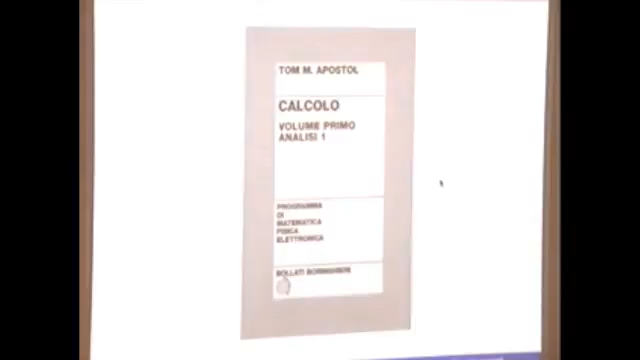 TOM M. APOSTOL
CALCOLO
VOLUME PRIMO
ANALISI 1
PROGRAMMA
DI
MATEMATICA
FISICA
ELETTRONICA
BOLLATI BORINGHIERI